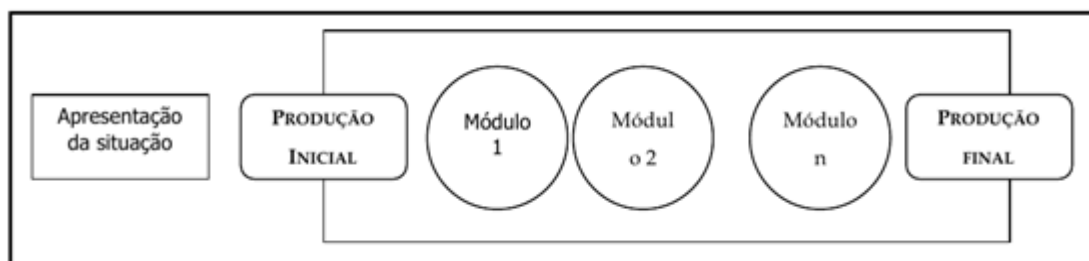 Apresentação
da situação
PRODUÇÃO
INICIAL
Módulo
1
Módul
o 2
Módulo
n
PRODUÇÃO
FINAL